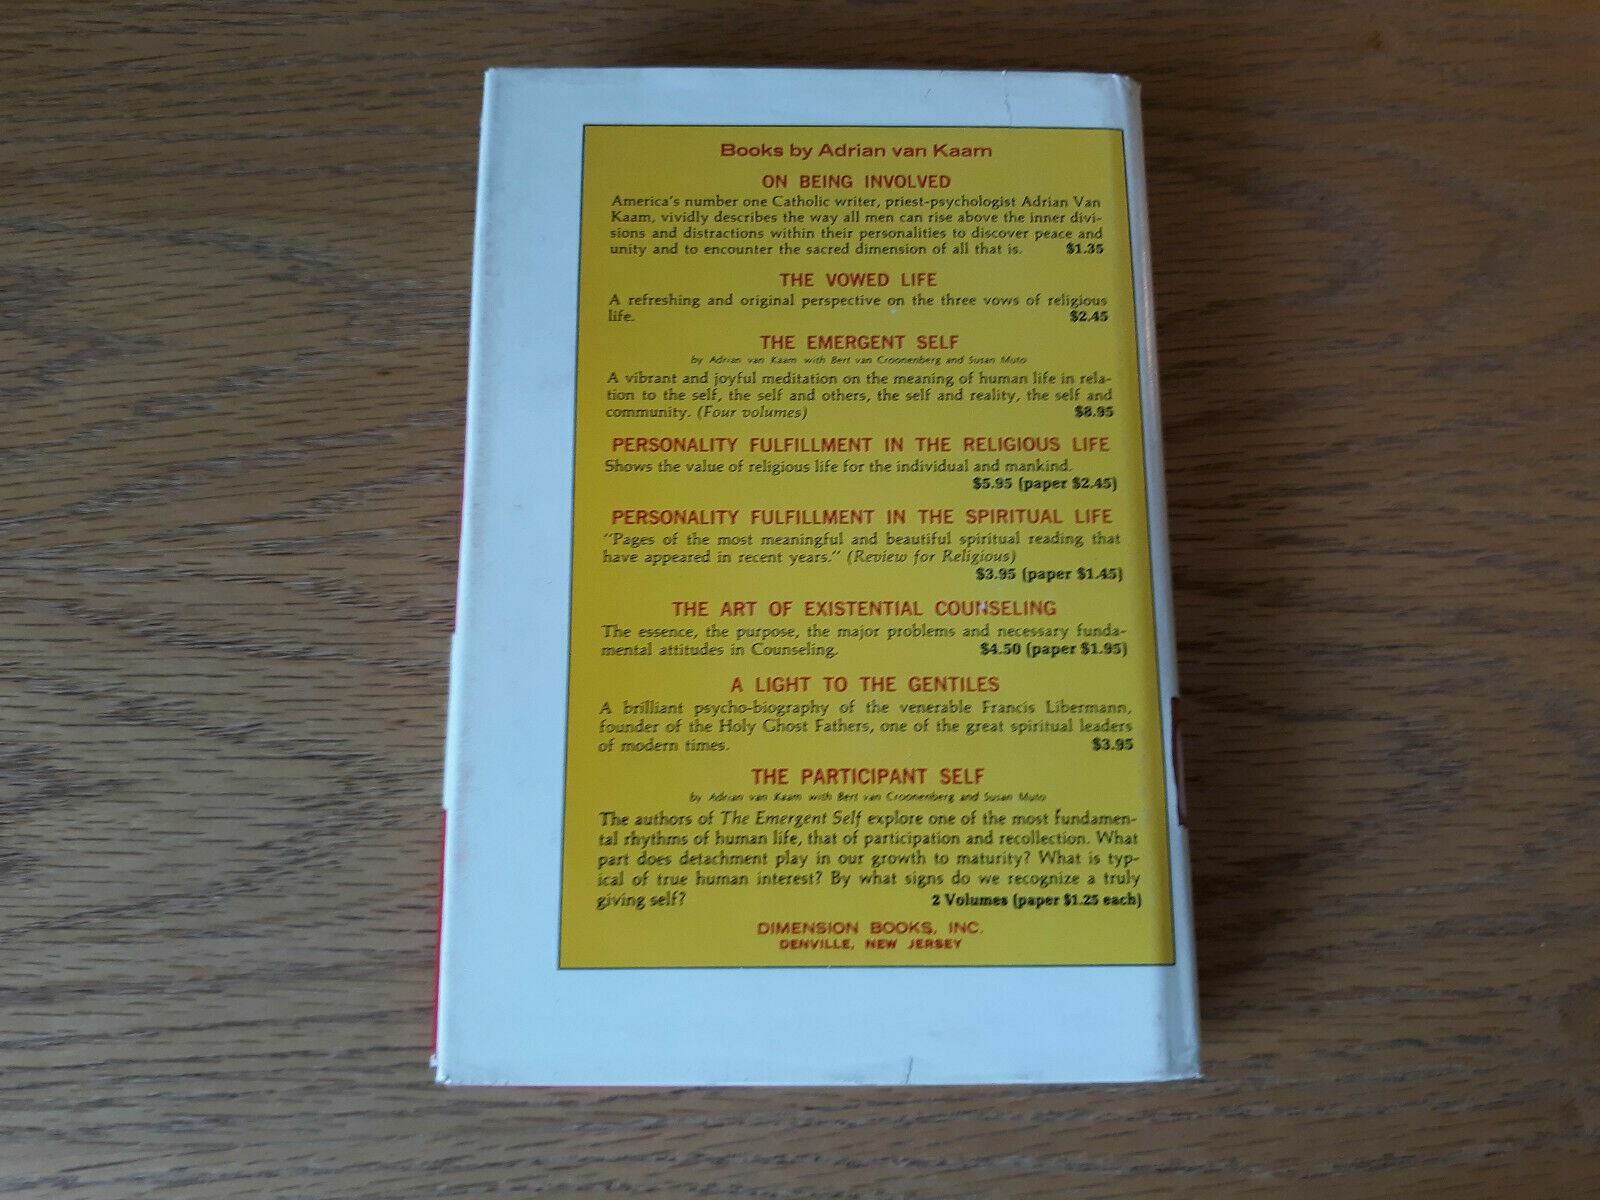 Books by Adrian van Kaam
ON BEING INVOLVED
America's number one Catholic writer, priest-psychologist Adrian Van
Kaam, vividly describes the way all men can rise above the inner divi-
sions and distractions within their personalities to discover peace and
unity and to encounter the sacred dimension of all that is. $1.35
THE VOWED LIFE
A refreshing and original perspective on the three vows of religious
life. $2.45
THE EMERGENT SELF
by Adrian van Kaam with Bert van Croonenberg and Susan Muto
A vibrant and joyful meditation on the meaning of human life in rela-
tion to the self, the self and others, the self and reality, the self and
community. (Four volumes) $8.95
PERSONALITY FULFILLMENT IN THE RELIGIOUS LIFE
Shows the value of religious life for the individual and mankind.
$5.95 (paper $2.45)
PERSONALITY FULFILLMENT IN THE SPIRITUAL LIFE
"Pages of the most meaningful and beautiful spiritual reading that
have appeared in recent years." (Review for Religious)
$3.95 (paper $1.45)
THE ART OF EXISTENTIAL COUNSELING
The essence, the purpose, the major problems and necessary funda-
mental attitudes in Counseling. $4.50 (paper $1.95)
A LIGHT TO THE GENTILES
A brilliant psycho-biography of the venerable Francis Libermann,
founder of the Holy Ghost Fathers, one of the great spiritual leaders
of modern times. $3.95
THE PARTICIPANT SELF
by Adrian van Kaam with Bert van Croonenberg and Susan Muto
The authors of The Emergent Self explore one of the most fundamen-
tal rhythms of human life, that of participation and recollection. What
part does detachment play in our growth to maturity? What is typ-
ical of true human interest? By what signs do we recognize a truly
giving self? 2 Volumes (paper $1.25 each)
DIMENSION BOOKS, INC.
DENVILLE, NEW JERSEY